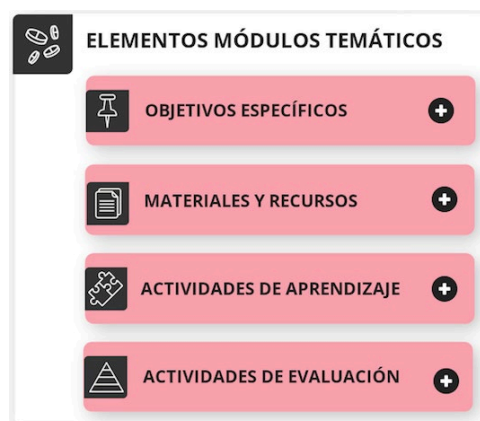 ELEMENTOS MÓDULOS TEMÁTICOS
OBJETIVOS ESPECÍFICOS
MATERIALES Y RECURSOS
ACTIVIDADES DE APRENDIZAJE
ACTIVIDADES DE EVALUACIÓN